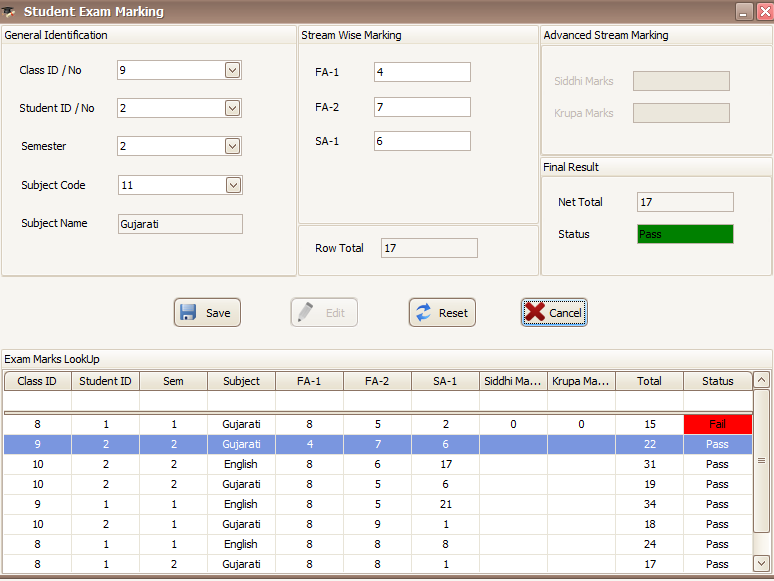 Student Exam Marking
General Identification
Class ID / No 9
Student ID / No 2
Semester 2
Subject Code 11
Subject Name Gujarati
Stream Wise Marking
FA-1 4
FA-2 7
SA-1 6
Row Total 17
Advanced Stream Marking
Siddhi Marks
Krupa Marks
Final Result
Net Total 17
Status Pass
Save Edit Reset Cancel
Exam Marks LookUp
Class ID Student ID Sem Subject FA-1 FA-2 SA-1 Siddhi Ma... Krupa Ma... Total Status
8 1 1 Gujarati 8 5 2 0 0 15 Fail
9 2 2 Gujarati 4 7 6 22 Pass
10 2 2 English 8 6 17 31 Pass
10 2 2 Gujarati 8 5 6 19 Pass
9 1 1 English 8 5 21 34 Pass
10 2 1 Gujarati 8 9 1 18 Pass
8 1 1 English 8 8 8 24 Pass
8 1 2 Gujarati 8 8 1 17 Pass